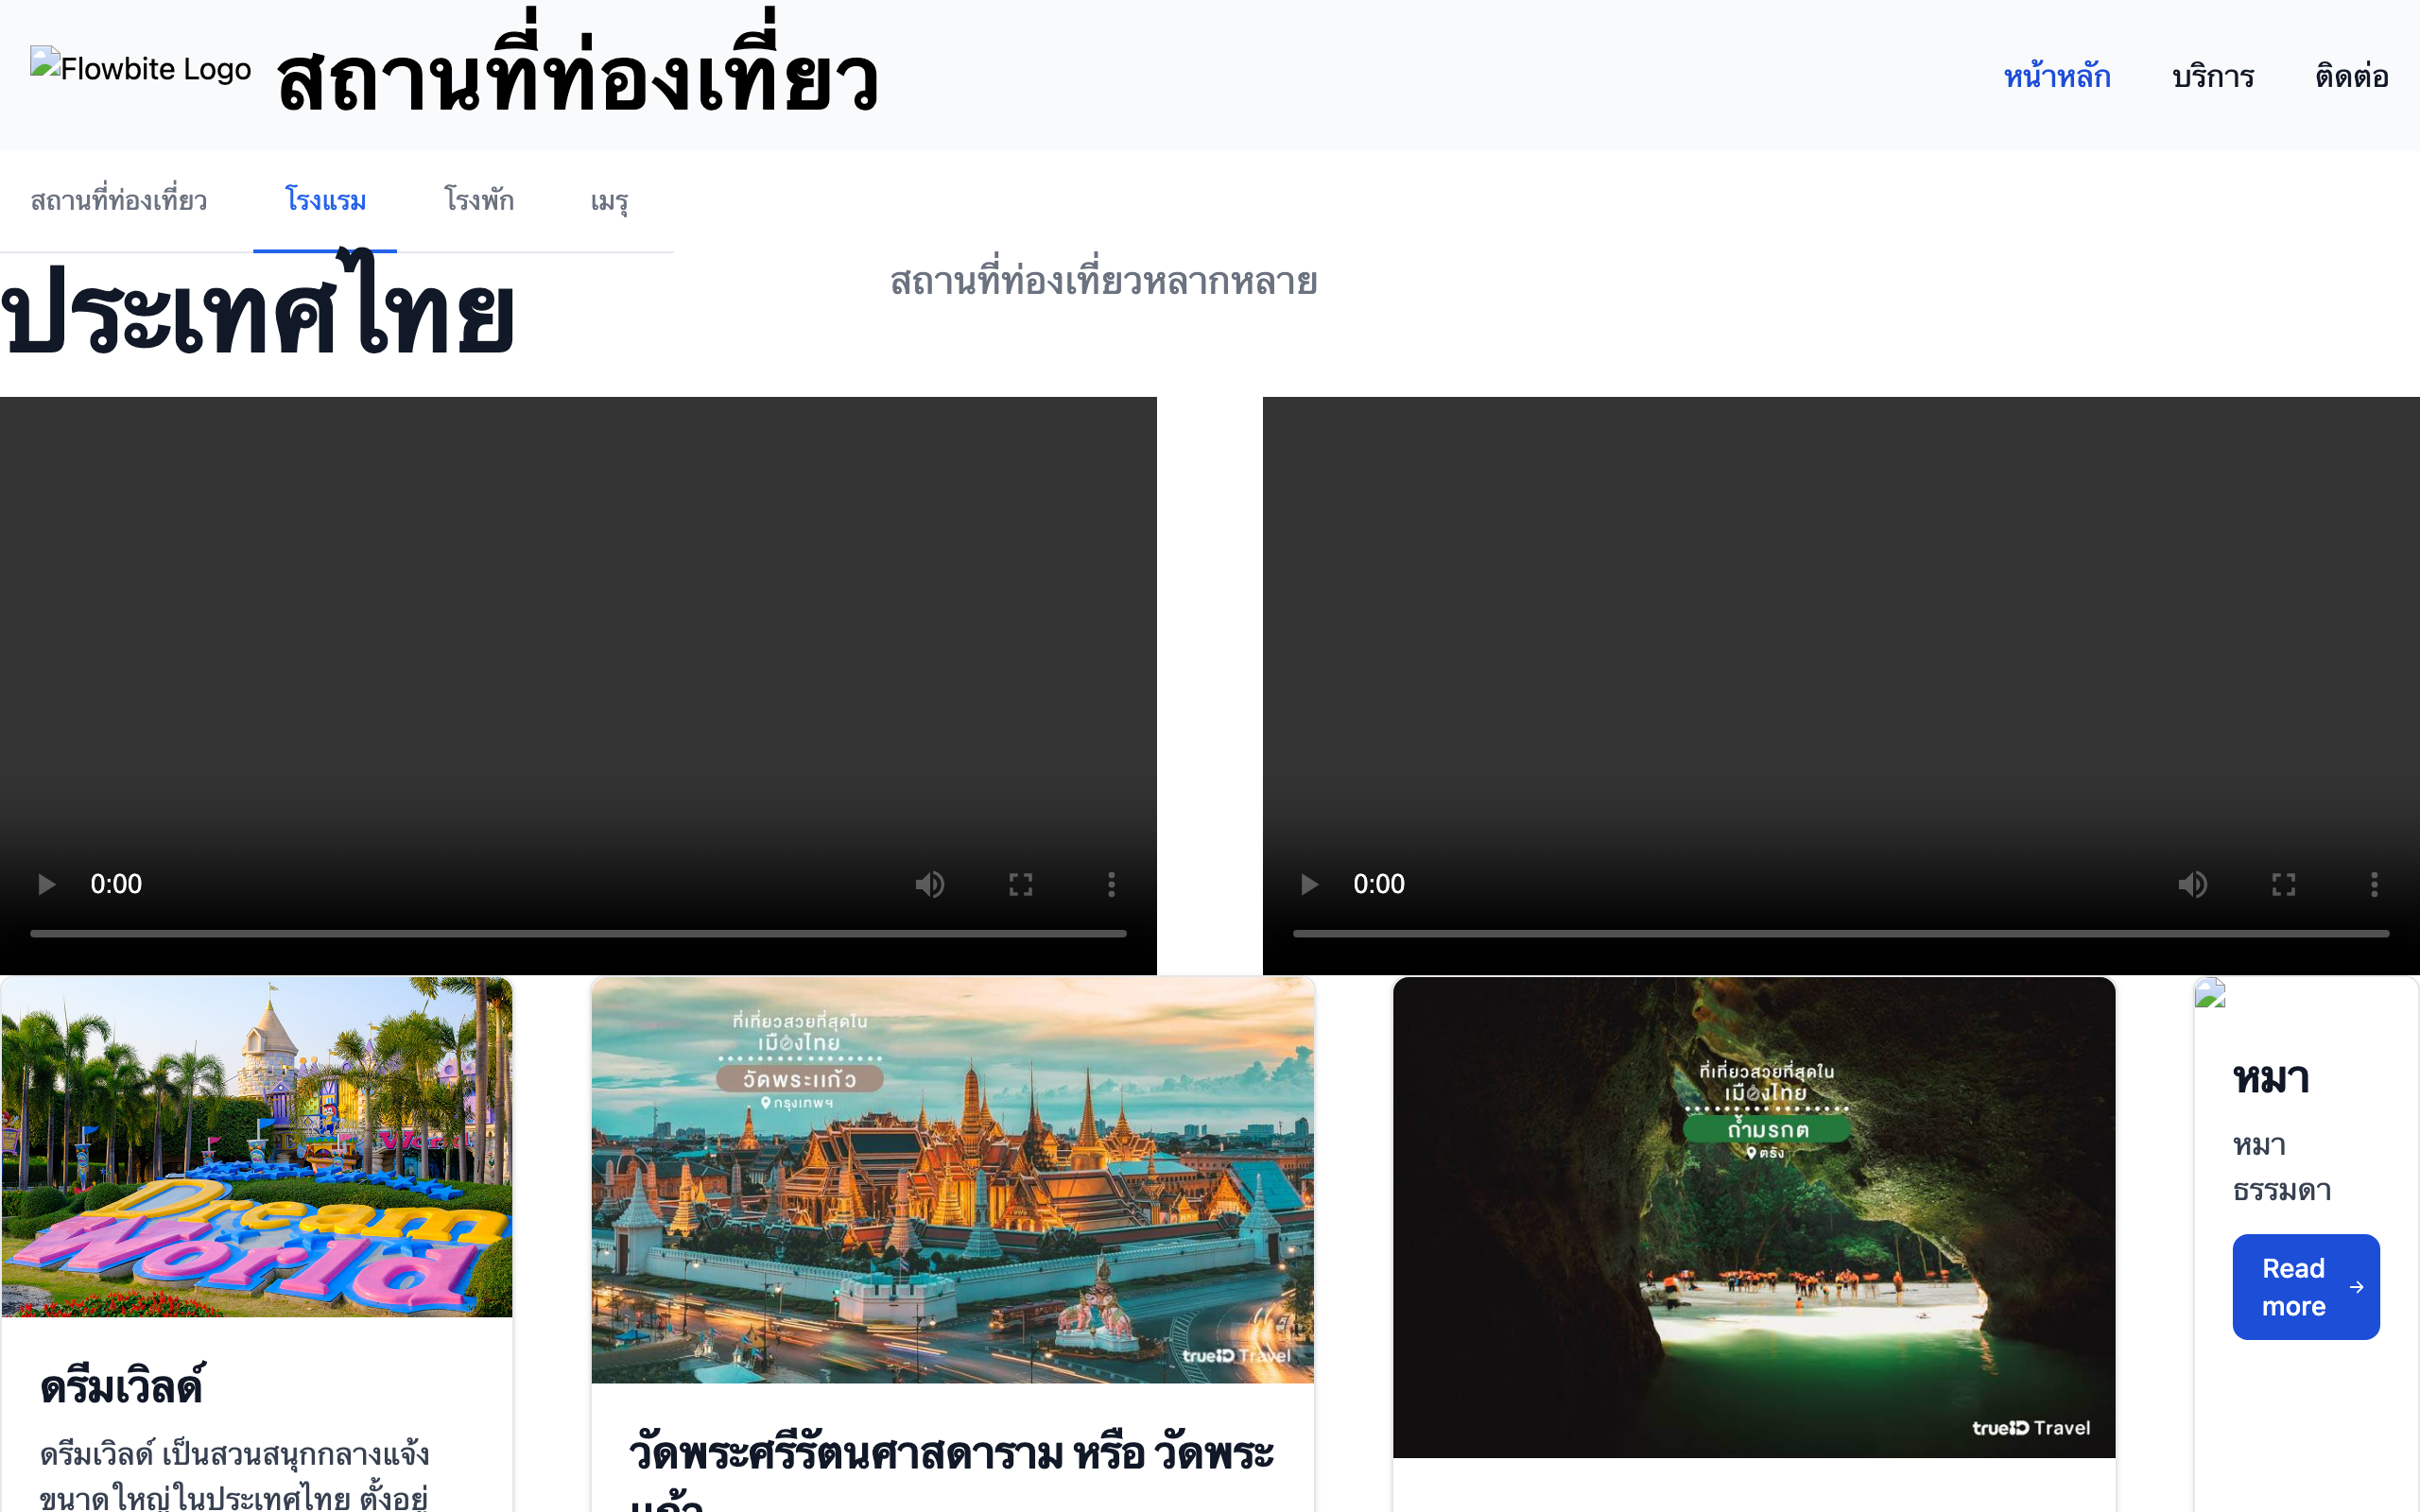 Flowbite Logo
สถานที่ท่องเที่ยว
หน้าหลัก
บริการ
ติดต่อ
สถานที่ท่องเที่ยว
โรงแรม
โรงพัก
เมรุ
ประเทศไทย
สถานที่ท่องเที่ยวหลากหลาย
0:00
0:00
Dream World
Dream
World
ดรีมเวิลด์
ดรีมเวิลด์ เป็นสวนสนุกกลางแจ้ง
ขนาดใหญ่ในประเทศไทย ตั้งอยู่
ที่เที่ยวสวยที่สุดใน
เมืองไทย
วัดพระแก้ว
กรุงเทพฯ
trueID Travel
วัดพระศรีรัตนศาสดาราม หรือ วัดพระ
แก้ว
ที่เที่ยวสวยที่สุดใน
เมืองไทย
ถ้ำมรกต
ตรัง
trueID Travel
หมา
หมา
ธรรมดา
Read
more